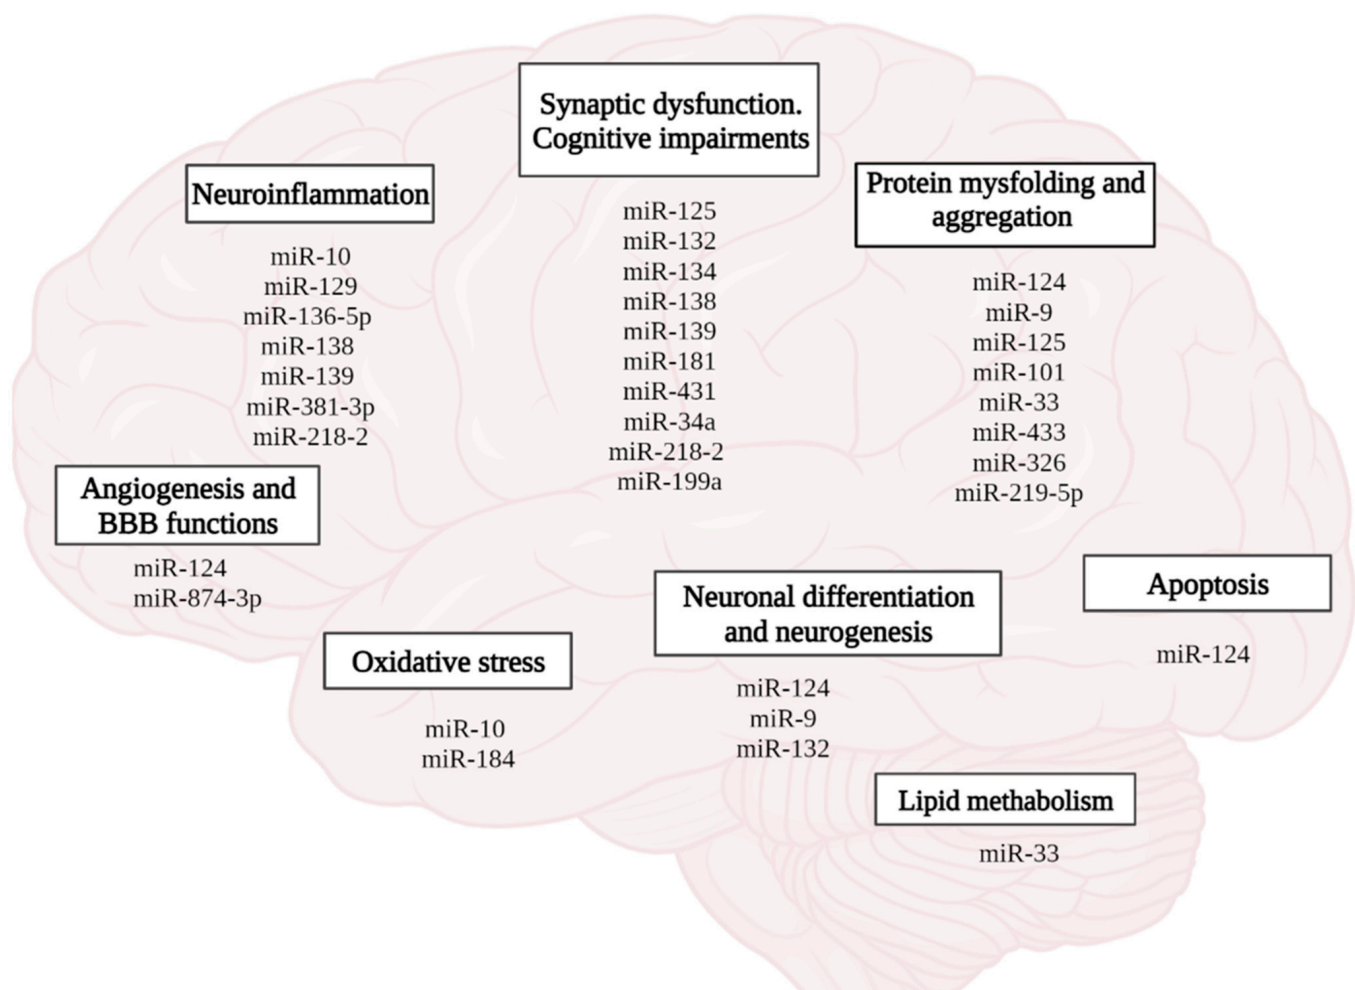 Synaptic dysfunction.
Cognitive impairments
miR-125
miR-132
miR-134
miR-138
miR-139
miR-181
miR-431
miR-34a
miR-218-2
miR-199a
Neuroinflammation
miR-10
miR-129
miR-136-5p
miR-138
miR-139
miR-381-3p
miR-218-2
Protein mysfolding and
aggregation
miR-124
miR-9
miR-125
miR-101
miR-33
miR-433
miR-326
miR-219-5p
Angiogenesis and
BBB functions
miR-124
miR-874-3p
Oxidative stress
miR-10
miR-184
Neuronal differentiation
and neurogenesis
miR-124
miR-9
miR-132
Apoptosis
miR-124
Lipid methabolism
miR-33